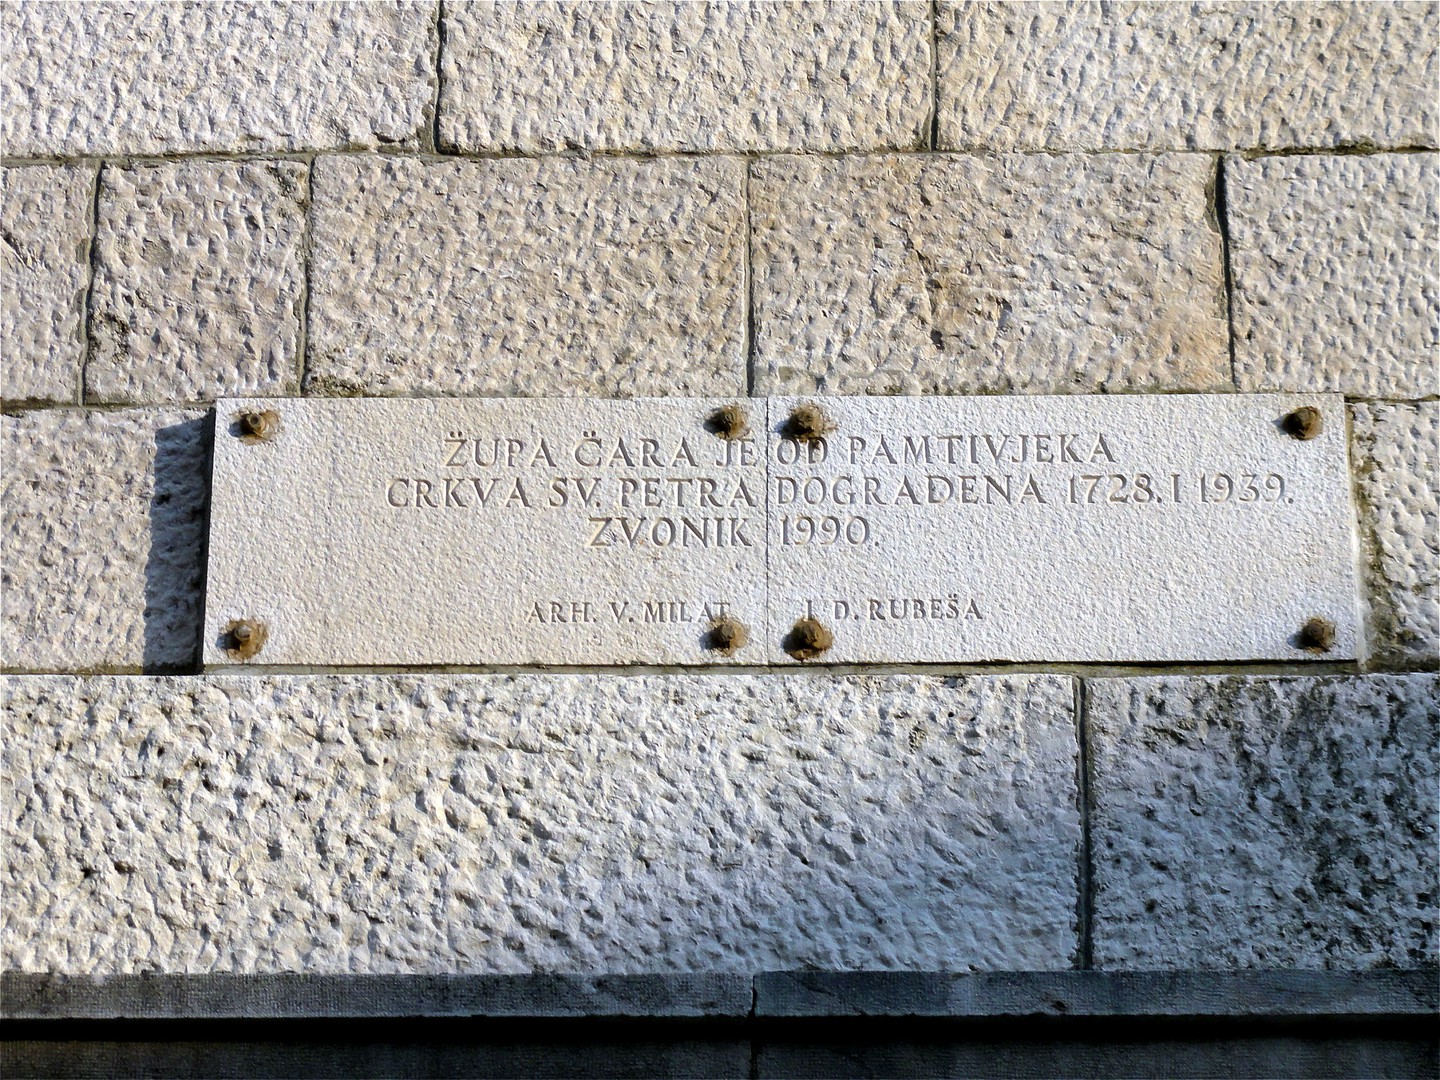 ŽUPA ČARA JE OD PAMTIVJEKA
CRKVA SV. PETRA DOGRAĐENA 1728. I 1939.
ZVONIK 1990.
ARH. V. MILAT I D. RUBEŠA